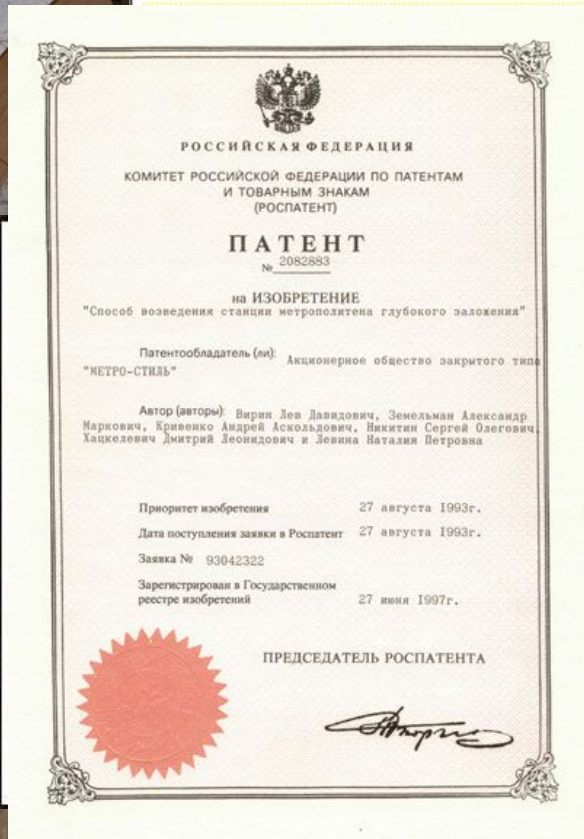 РОССИЙСКАЯ ФЕДЕРАЦИЯ
КОМИТЕТ РОССИЙСКОЙ ФЕДЕРАЦИИ ПО ПАТЕНТАМ
И ТОВАРНЫМ ЗНАКАМ
(РОСПАТЕНТ)
ПАТЕНТ
№ 2082883
на ИЗОБРЕТЕНИЕ
"Способ возведения станции метрополитена глубокого заложения"
Патентообладатель (ли): Акционерное общество закрытого типа
"МЕТРО-СТИЛЬ"
Автор (авторы): Вирин Лев Давидович, Земельман Александр
Маркович, Кривенко Андрей Аскольдович, Никитин Сергей Олегович,
Хацкелевич Дмитрий Леонидович и Левина Наталия Петровна
Приоритет изобретения 27 августа 1993г.
Дата поступления заявки в Роспатент 27 августа 1993г.
Заявка № 93042322
Зарегистрирован в Государственном
реестре изобретений 27 июня 1997г.
ПРЕДСЕДАТЕЛЬ РОСПАТЕНТА